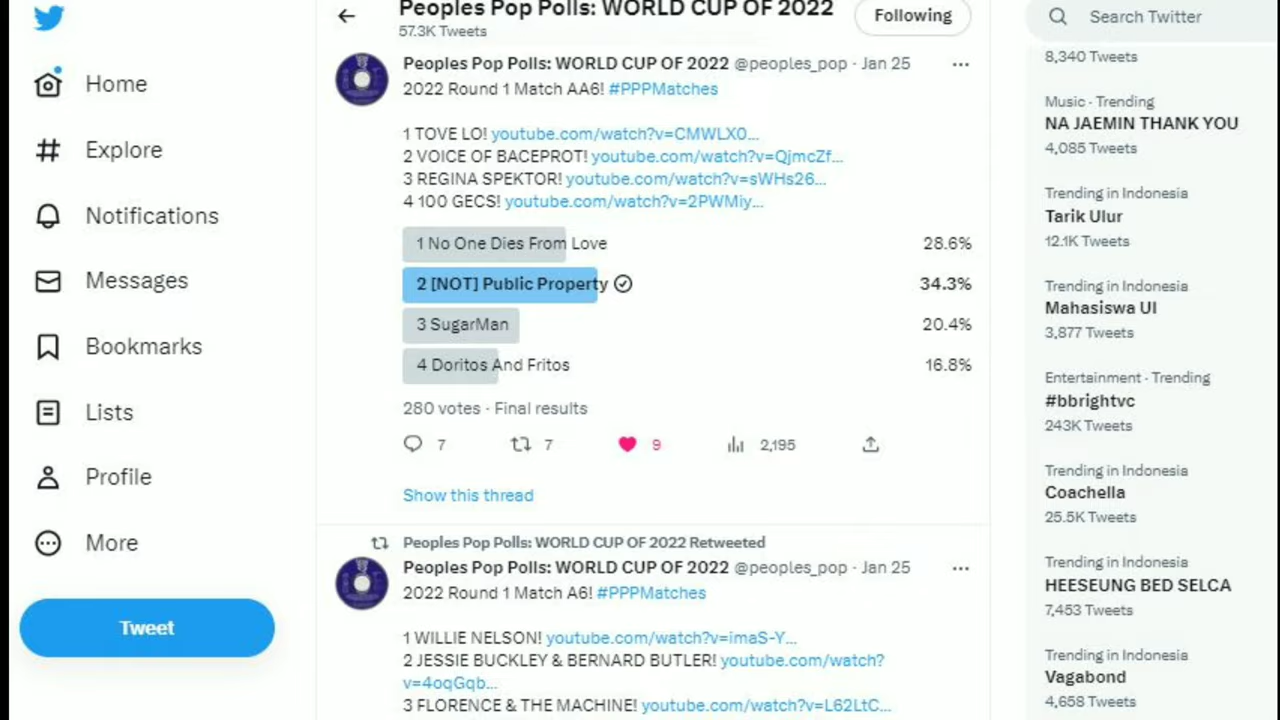 Peoples Pop Polls: WORLD CUP OF 2022
57.3K Tweets
Following
Search Twitter
Home
Explore
Notifications
Messages
Bookmarks
Lists
Profile
More
Tweet
Peoples Pop Polls: WORLD CUP OF 2022 @peoples_pop · Jan 25
2022 Round 1 Match AA6! #PPPMatches
1 TOVE LO! youtube.com/watch?v=CMWLX0...
2 VOICE OF BACEPROT! youtube.com/watch?v=QjmcZf...
3 REGINA SPEKTOR! youtube.com/watch?v=sWHs26...
4 100 GECS! youtube.com/watch?v=2PWMiy...
1 No One Dies From Love 28.6%
2 [NOT] Public Property 34.3%
3 SugarMan 20.4%
4 Doritos And Fritos 16.8%
280 votes · Final results
7 7 9 2,195
Show this thread
Peoples Pop Polls: WORLD CUP OF 2022 Retweeted
Peoples Pop Polls: WORLD CUP OF 2022 @peoples_pop · Jan 25
2022 Round 1 Match A6! #PPPMatches
1 WILLIE NELSON! youtube.com/watch?v=imaS-Y...
2 JESSIE BUCKLEY & BERNARD BUTLER! youtube.com/watch?
v=4oqGqb...
3 FLORENCE & THE MACHINE! youtube.com/watch?v=L62LtC...
8,340 Tweets
Music · Trending
NA JAEMIN THANK YOU
4,085 Tweets
Trending in Indonesia
Tarik Ulur
12.1K Tweets
Trending in Indonesia
Mahasiswa UI
3,877 Tweets
Entertainment · Trending
#bbrightvc
243K Tweets
Trending in Indonesia
Coachella
25.5K Tweets
Trending in Indonesia
HEESEUNG BED SELCA
7,453 Tweets
Trending in Indonesia
Vagabond
4,658 Tweets